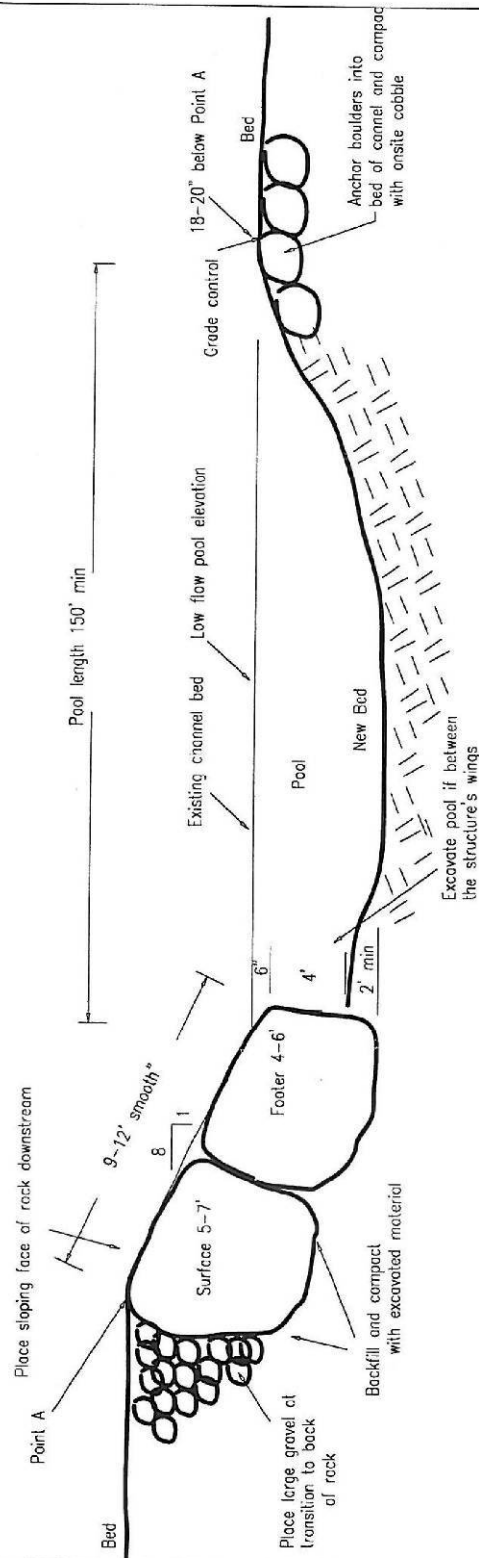 Bed
Point A
Place sloping face of rock downstream
9-12' smooth"
8
1
Surface 5-7'
Footer 4-6'
Place large gravel at
transition to back
of rock
Backfill and compact
with excavated material
Pool length 150' min
Existing channel bed
Low flow pool elevation
6"
4'
2' min
Pool
New Bed
Excavate pool if between
the structure's wings
Grade control
18-20" below Point A
Bed
Anchor boulders into
bed of cannel and compac
with onsite cobble